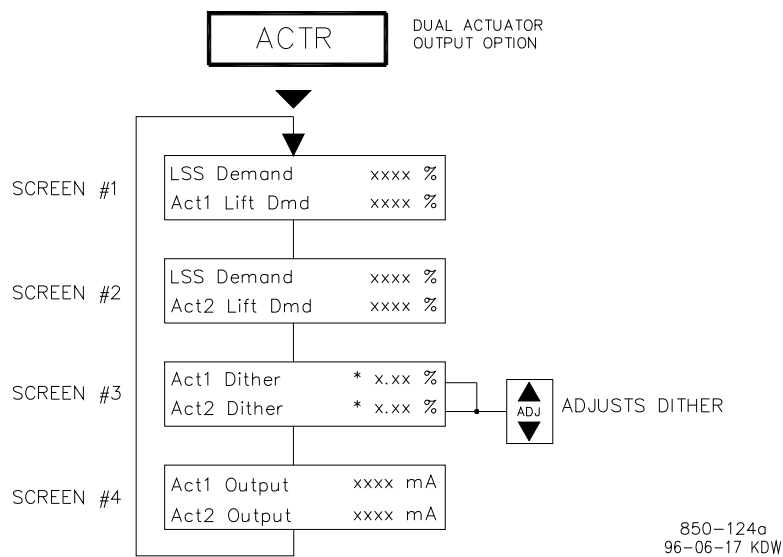 ACTR
DUAL ACTUATOR
OUTPUT OPTION
SCREEN #1
LSS Demand xxxx %
Act1 Lift Dmd xxxx %
SCREEN #2
LSS Demand xxxx %
Act2 Lift Dmd xxxx %
SCREEN #3
Act1 Dither * x.xx %
Act2 Dither * x.xx %
ADJ
ADJUSTS DITHER
SCREEN #4
Act1 Output xxxx mA
Act2 Output xxxx mA
850-124a
96-06-17 KDW